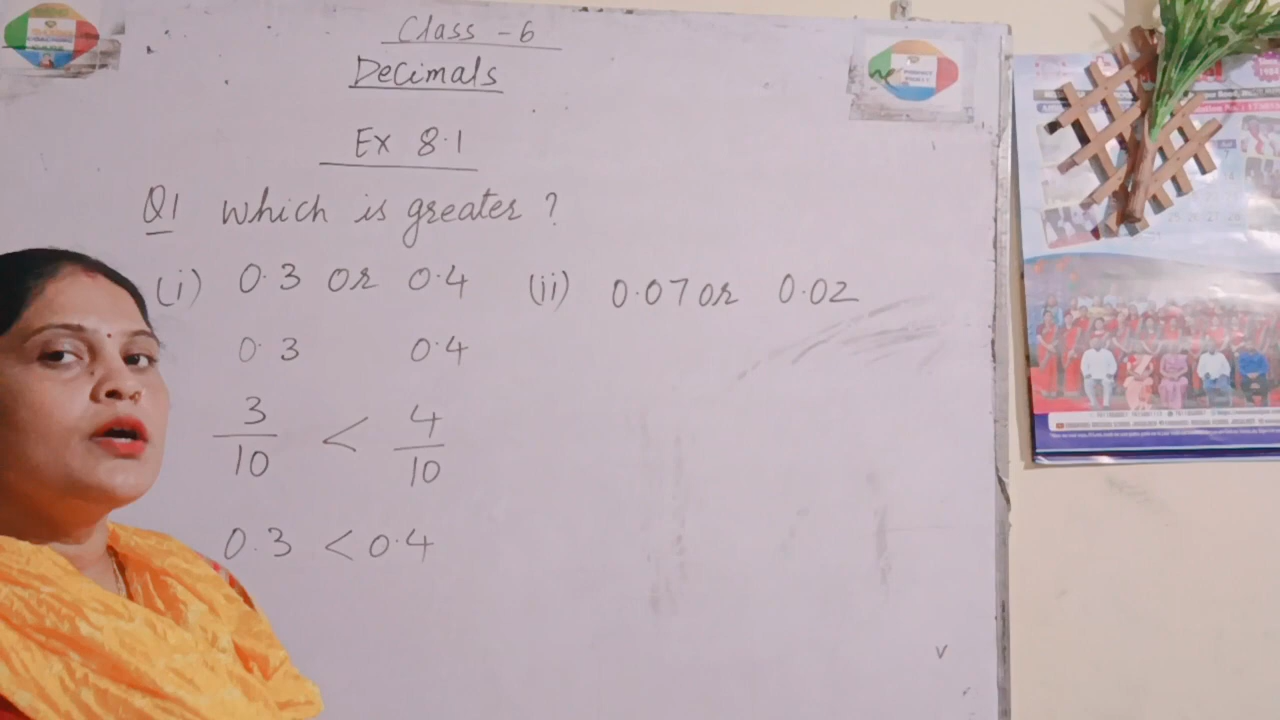 Class - 6
Decimals
Ex 8.1
Q1 Which is greater ?
(i) 0.3 or 0.4 (ii) 0.07 or 0.02
0.3 0.4
3/10 < 4/10
0.3 < 0.4